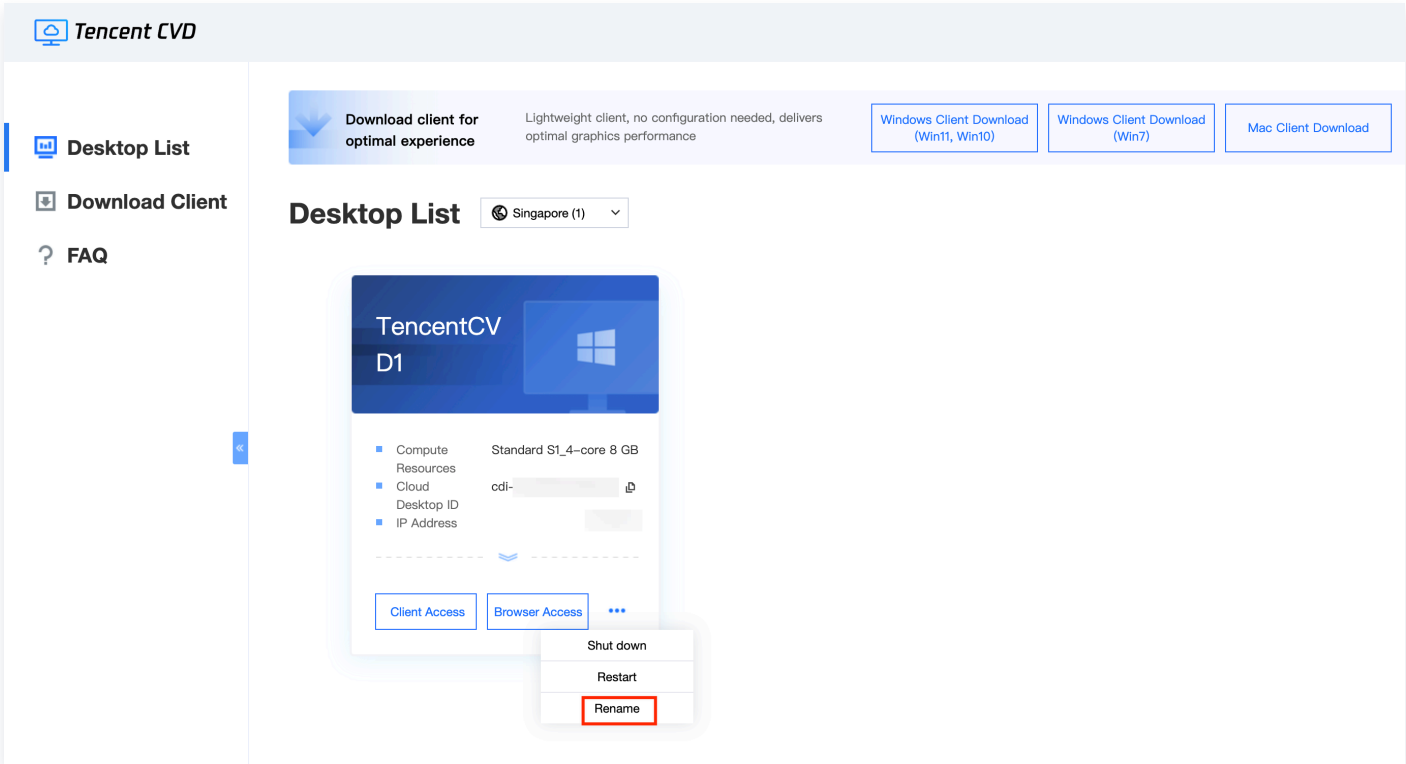 Tencent CVD
Desktop List
Download Client
? FAQ
Download client for
optimal experience
Lightweight client, no configuration needed, delivers
optimal graphics performance
Windows Client Download
(Win11, Win10)
Windows Client Download
(Win7)
Mac Client Download
Desktop List
Singapore (1)
TencentCV
D1
Compute Standard S1_4–core 8 GB
Resources
Cloud cdi-
Desktop ID
IP Address
Client Access
Browser Access
•••
Shut down
Restart
Rename